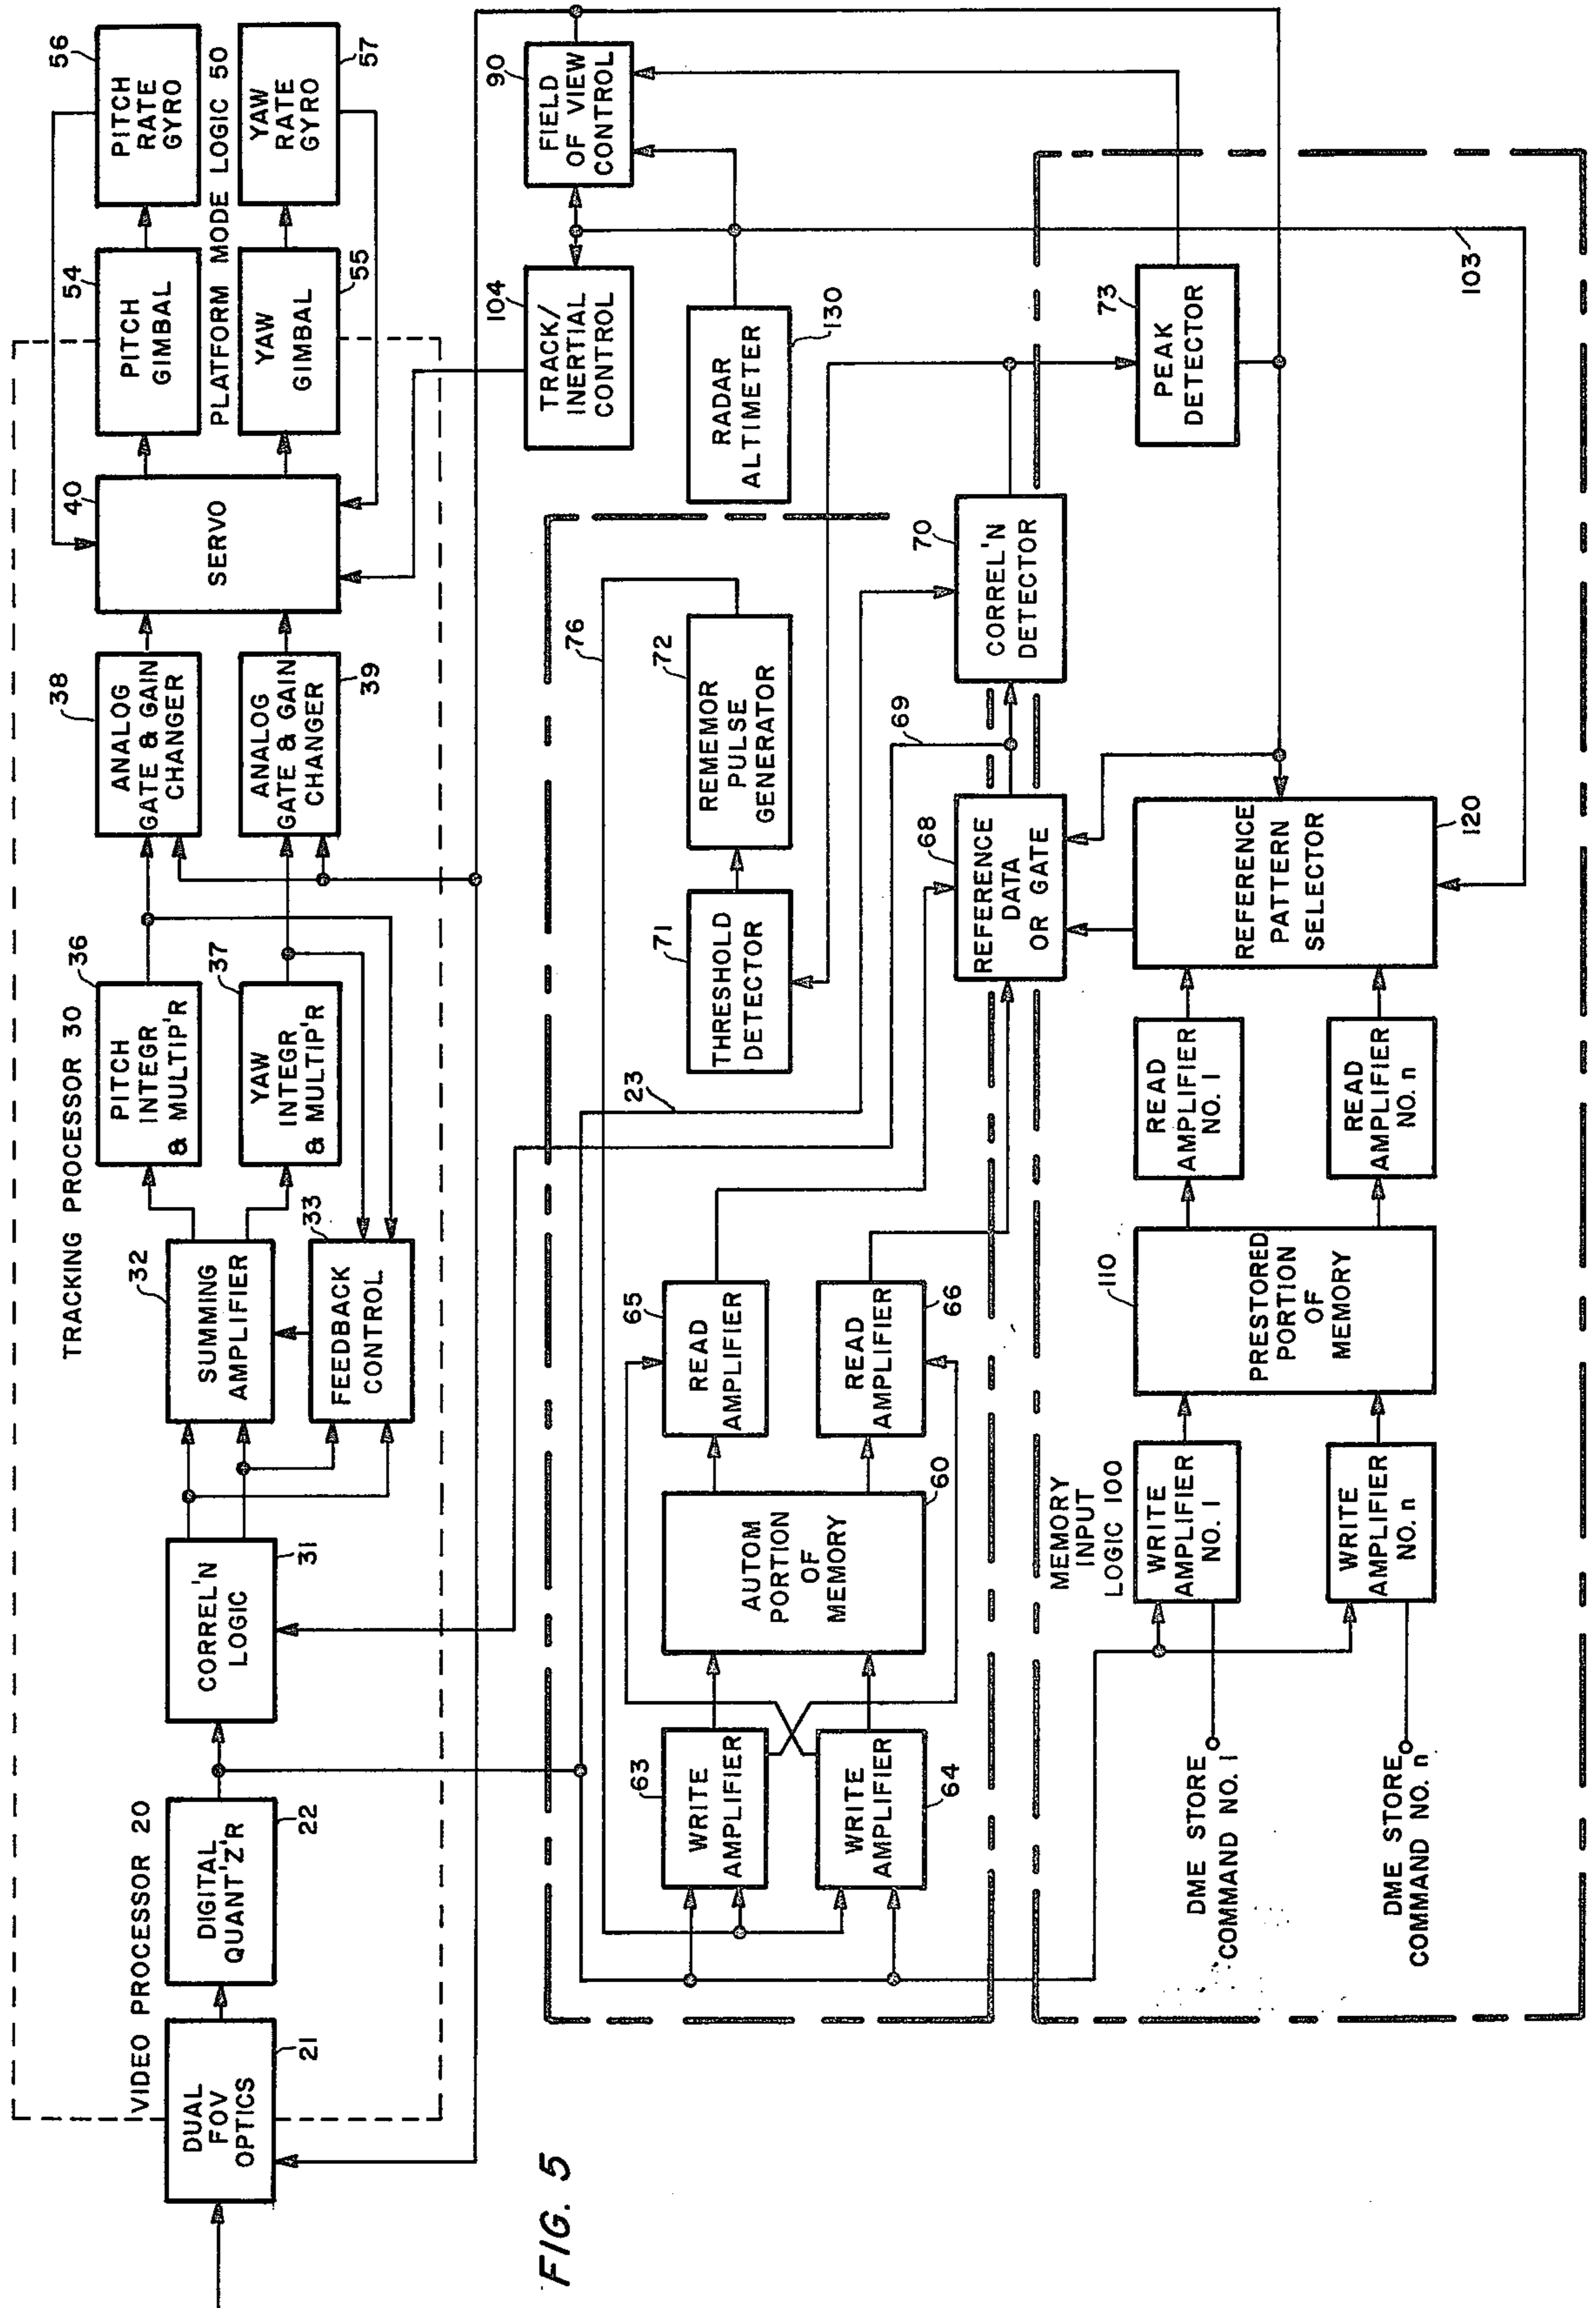 VIDEO PROCESSOR 20
DUAL
FOV
OPTICS
21
DIGITAL
QUANT'Z'R
22
TRACKING PROCESSOR 30
CORREL'N
LOGIC
31
SUMMING
AMPLIFIER
32
FEEDBACK
CONTROL
33
PITCH
INTEGR
& MULTIP'R
36
YAW
INTEGR
& MULTIP'R
37
ANALOG
GATE & GAIN
CHANGER
38
ANALOG
GATE & GAIN
CHANGER
39
SERVO
40
PITCH
GIMBAL
54
PLATFORM MODE LOGIC 50
YAW
GIMBAL
55
PITCH
RATE
GYRO
56
YAW
RATE
GYRO
57
WRITE
AMPLIFIER
63
WRITE
AMPLIFIER
64
AUTOM
PORTION
OF
MEMORY
60
READ
AMPLIFIER
65
READ
AMPLIFIER
66
23
THRESHOLD
DETECTOR
71
REMEMOR
PULSE
GENERATOR
72
76
TRACK/
INERTIAL
CONTROL
104
FIELD
OF VIEW
CONTROL
90
RADAR
ALTIMETER
130
REFERENCE
DATA
OR GATE
68
69
CORREL'N
DETECTOR
70
PEAK
DETECTOR
73
103
DME STORE
COMMAND NO. 1
DME STORE
COMMAND NO. n
MEMORY
INPUT
LOGIC 100
WRITE
AMPLIFIER
NO. 1
WRITE
AMPLIFIER
NO. n
PRESTORED
PORTION
OF
MEMORY
110
READ
AMPLIFIER
NO. 1
READ
AMPLIFIER
NO. n
REFERENCE
PATTERN
SELECTOR
120
FIG. 5